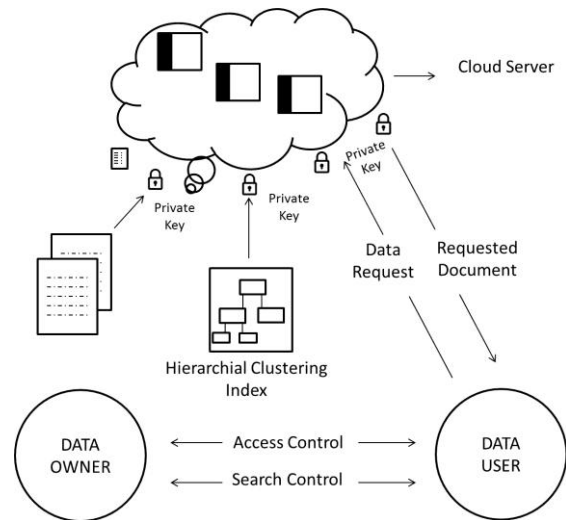 Cloud Server
Private
Key
Private
Key
Private
Key
Data
Request
Requested
Document
Hierarchial Clustering
Index
DATA
OWNER
Access Control
Search Control
DATA
USER